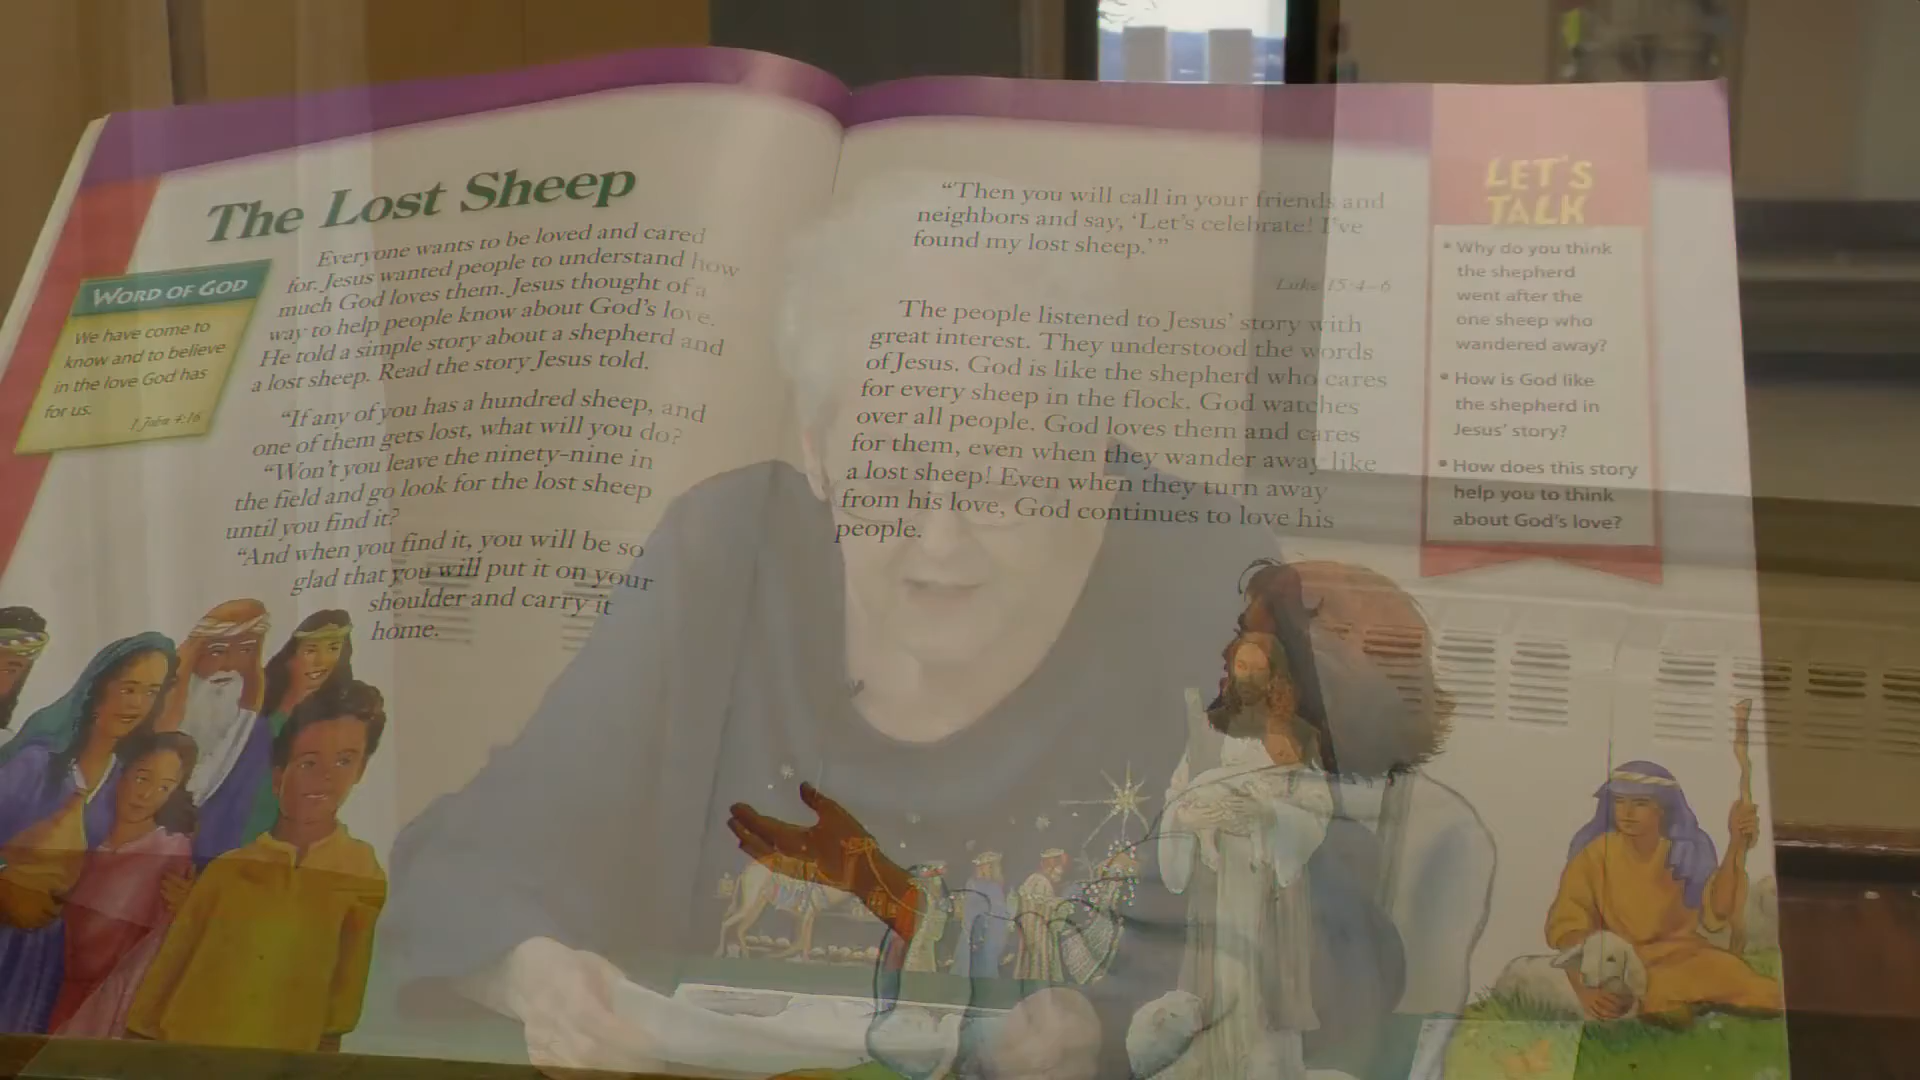 The Lost Sheep
WORD OF GOD
We have come to
know and to believe
in the love God has
for us.
1 John 4:16
Everyone wants to be loved and cared
for. Jesus wanted people to understand how
much God loves them. Jesus thought of a
way to help people know about God's love.
He told a simple story about a shepherd and
a lost sheep. Read the story Jesus told.
“If any of you has a hundred sheep, and
one of them gets lost, what will you do?
“Won't you leave the ninety-nine in
the field and go look for the lost sheep
until you find it?
“And when you find it, you will be so
glad that you will put it on your
shoulder and carry it
home.
“Then you will call in your friends and
neighbors and say, ‘Let's celebrate! I've
found my lost sheep.’”
Luke 15:4–6
The people listened to Jesus' story with
great interest. They understood the words
of Jesus. God is like the shepherd who cares
for every sheep in the flock. God watches
over all people. God loves them and cares
for them, even when they wander away like
a lost sheep! Even when they turn away
from his love, God continues to love his
people.
LET'S
TALK
• Why do you think
the shepherd
went after the
one sheep who
wandered away?
• How is God like
the shepherd in
Jesus' story?
• How does this story
help you to think
about God's love?